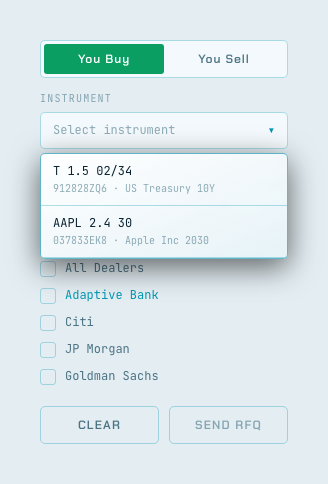 You Buy
You Sell
INSTRUMENT
Select instrument
T 1.5 02/34
912828ZQ6 · US Treasury 10Y
AAPL 2.4 30
037833EK8 · Apple Inc 2030
All Dealers
Adaptive Bank
Citi
JP Morgan
Goldman Sachs
CLEAR
SEND RFQ